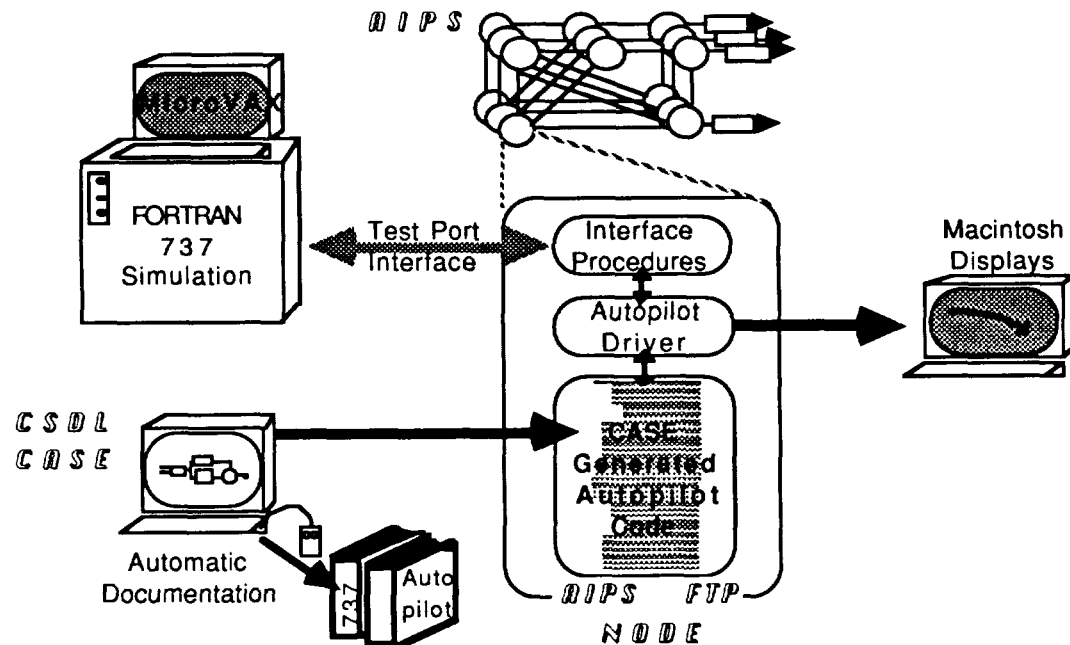 AIPS
MicroVAX
FORTRAN
737
Simulation
Test Port
Interface
Interface
Procedures
Autopilot
Driver
Macintosh
Displays
CSDL
CASE
CASE
Generated
Autopilot
Code
Automatic
Documentation
737
Auto
pilot
AIPS FTP
NODE